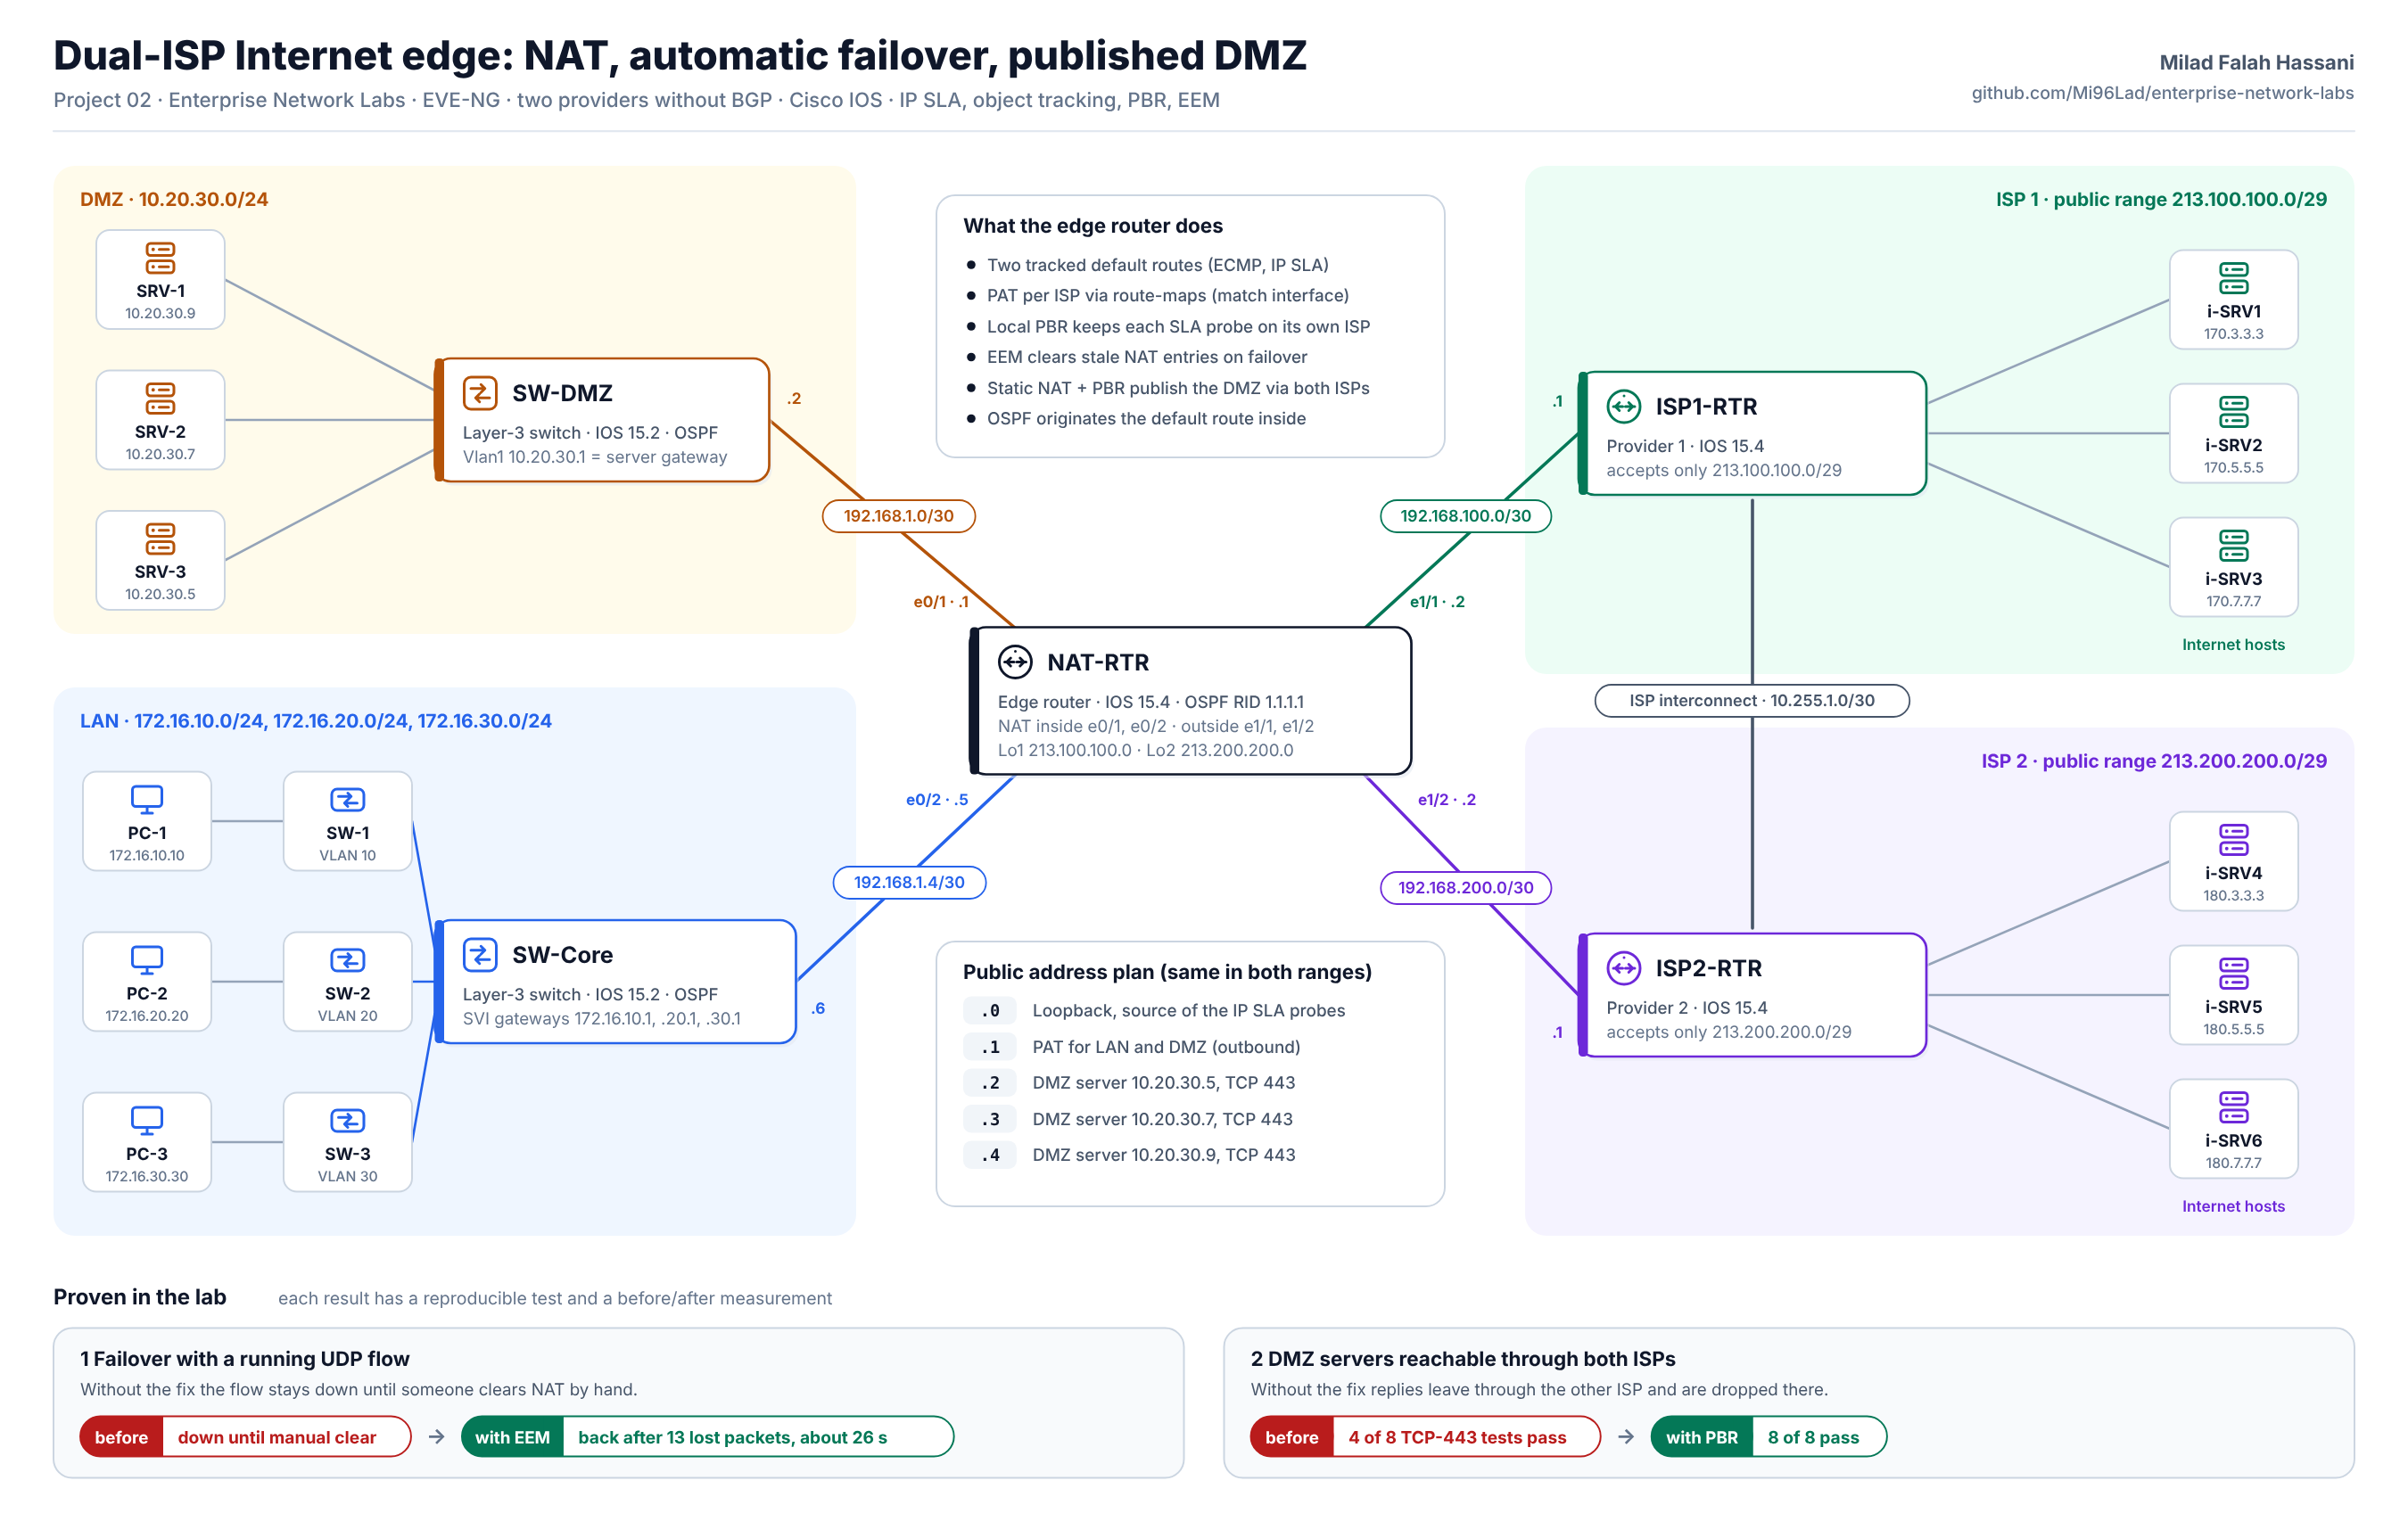 Dual-ISP Internet edge: NAT, automatic failover, published DMZ
Project 02 · Enterprise Network Labs · EVE-NG · two providers without BGP · Cisco IOS · IP SLA, object tracking, PBR, EEM
Milad Falah Hassani
github.com/Mi96Lad/enterprise-network-labs
DMZ · 10.20.30.0/24
SRV-1
10.20.30.9
SRV-2
10.20.30.7
SRV-3
10.20.30.5
SW-DMZ
Layer-3 switch · IOS 15.2 · OSPF
Vlan1 10.20.30.1 = server gateway
.2
192.168.1.0/30
e0/1 · .1
What the edge router does
Two tracked default routes (ECMP, IP SLA)
PAT per ISP via route-maps (match interface)
Local PBR keeps each SLA probe on its own ISP
EEM clears stale NAT entries on failover
Static NAT + PBR publish the DMZ via both ISPs
OSPF originates the default route inside
ISP 1 · public range 213.100.100.0/29
.1
ISP1-RTR
Provider 1 · IOS 15.4
accepts only 213.100.100.0/29
192.168.100.0/30
e1/1 · .2
i-SRV1
170.3.3.3
i-SRV2
170.5.5.5
i-SRV3
170.7.7.7
Internet hosts
NAT-RTR
Edge router · IOS 15.4 · OSPF RID 1.1.1.1
NAT inside e0/1, e0/2 · outside e1/1, e1/2
Lo1 213.100.100.0 · Lo2 213.200.200.0
ISP interconnect · 10.255.1.0/30
LAN · 172.16.10.0/24, 172.16.20.0/24, 172.16.30.0/24
PC-1
172.16.10.10
SW-1
VLAN 10
PC-2
172.16.20.20
SW-2
VLAN 20
PC-3
172.16.30.30
SW-3
VLAN 30
SW-Core
Layer-3 switch · IOS 15.2 · OSPF
SVI gateways 172.16.10.1, .20.1, .30.1
.6
e0/2 · .5
192.168.1.4/30
e1/2 · .2
192.168.200.0/30
Public address plan (same in both ranges)
.0 Loopback, source of the IP SLA probes
.1 PAT for LAN and DMZ (outbound)
.2 DMZ server 10.20.30.5, TCP 443
.3 DMZ server 10.20.30.7, TCP 443
.4 DMZ server 10.20.30.9, TCP 443
ISP 2 · public range 213.200.200.0/29
.1
ISP2-RTR
Provider 2 · IOS 15.4
accepts only 213.200.200.0/29
i-SRV4
180.3.3.3
i-SRV5
180.5.5.5
i-SRV6
180.7.7.7
Internet hosts
Proven in the lab each result has a reproducible test and a before/after measurement
1 Failover with a running UDP flow
Without the fix the flow stays down until someone clears NAT by hand.
before down until manual clear → with EEM back after 13 lost packets, about 26 s
2 DMZ servers reachable through both ISPs
Without the fix replies leave through the other ISP and are dropped there.
before 4 of 8 TCP-443 tests pass → with PBR 8 of 8 pass